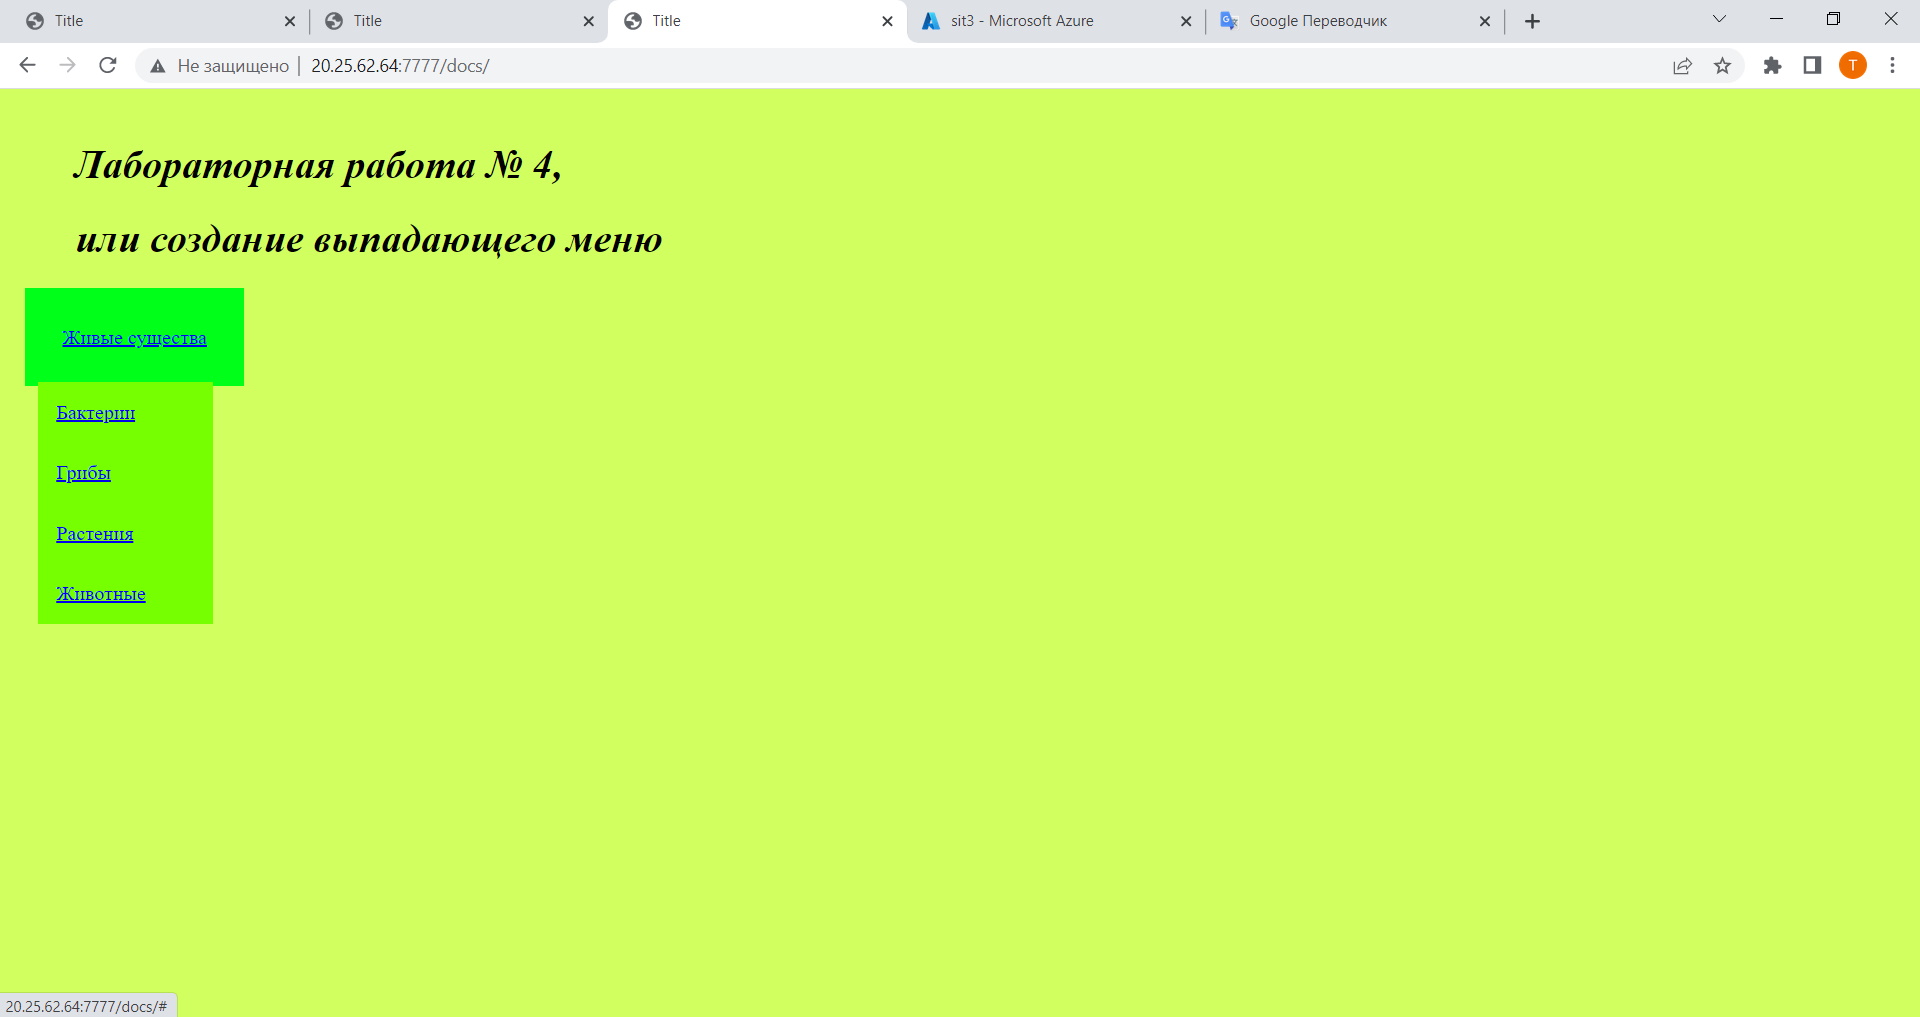 Title
Title
Title
sit3 - Microsoft Azure
Google Переводчик
Не защищено
20.25.62.64:7777/docs/
T
Лабораторная работа № 4,
или создание выпадающего меню
Живые существа
Бактерии
Грибы
Растения
Животные
20.25.62.64:7777/docs/#